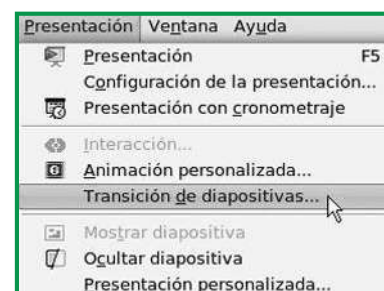 Presentación Ventana Ayuda
Presentación F5
Configuración de la presentación...
Presentación con cronometraje
Interacción...
Animación personalizada...
Transición de diapositivas...
Mostrar diapositiva
Ocultar diapositiva
Presentación personalizada...